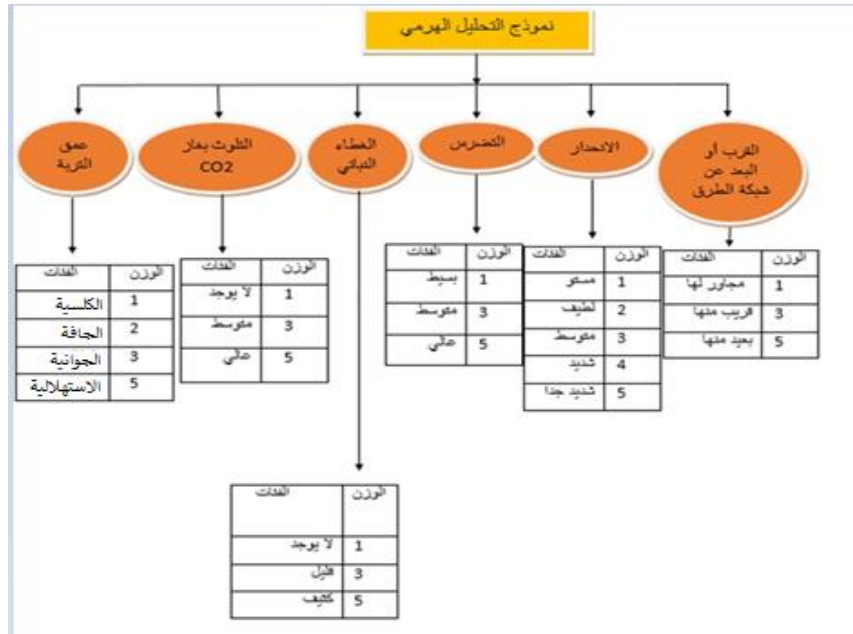 نموذج التحليل الهرمي
القرب أو
البعد عن
شبكة الطرق
الانحدار
التضرس
الغطاء
النباتي
التلوث بغاز
CO2
عمق
التربة
الوزن الفئات
1 مجاور لها
3 قريب منها
5 بعيد منها
الوزن الفئات
1 مستو
2 لطيف
3 متوسط
4 شديد
5 شديد جدا
الوزن الفئات
1 بسيط
3 متوسط
5 عالي
الوزن الفئات
1 لا يوجد
3 متوسط
5 عالي
الوزن الفئات
1 الكلسية
2 الجافة
3 الجوانية
5 الاستهلالية
الوزن الفئات
1 لا يوجد
3 قليل
5 كثيف